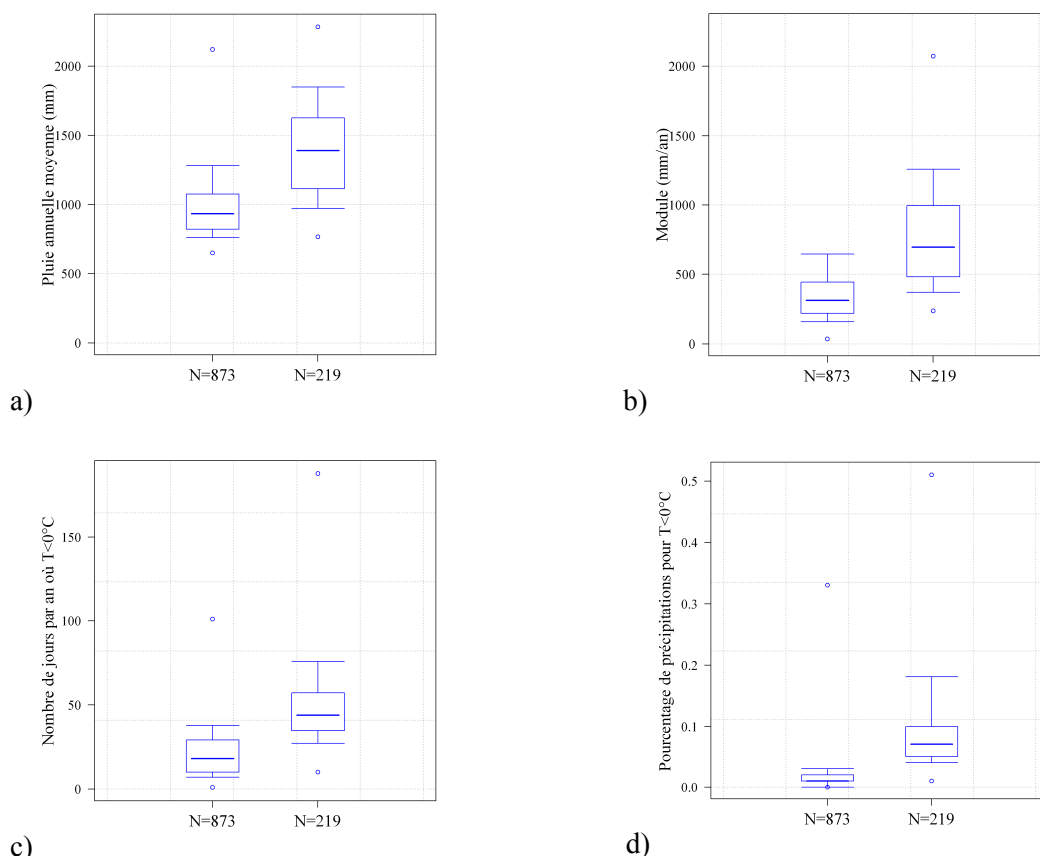 Pluie annuelle moyenne (mm)
2000
1500
1000
500
0
N=873 N=219
a)
Module (mm/an)
2000
1500
1000
500
0
N=873 N=219
b)
Nombre de jours par an où T<0°C
150
100
50
0
N=873 N=219
c)
Pourcentage de précipitations pour T<0°C
0.5
0.4
0.3
0.2
0.1
0.0
N=873 N=219
d)